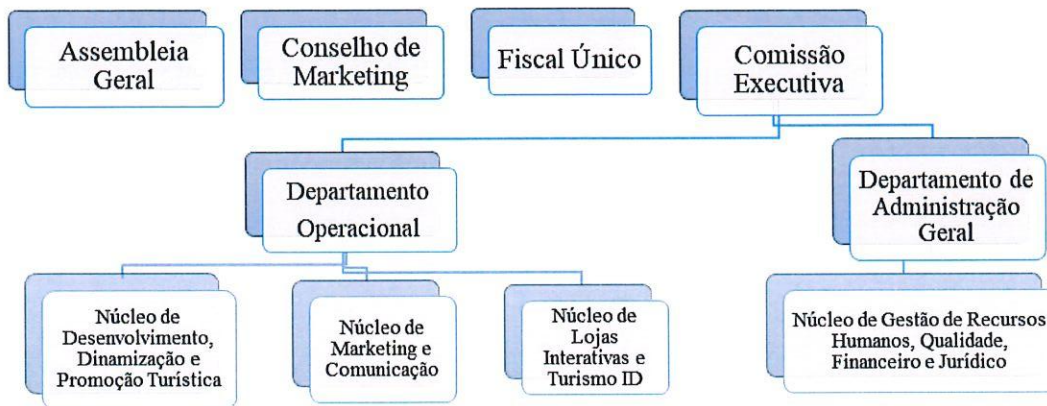 Assembleia
Geral
Conselho de
Marketing
Fiscal Único
Comissão
Executiva
Departamento
Operacional
Departamento de
Administração
Geral
Núcleo de
Desenvolvimento,
Dinamização e
Promoção Turística
Núcleo de
Marketing e
Comunicação
Núcleo de
Lojas
Interativas e
Turismo ID
Núcleo de Gestão de Recursos
Humanos, Qualidade,
Financeiro e Jurídico